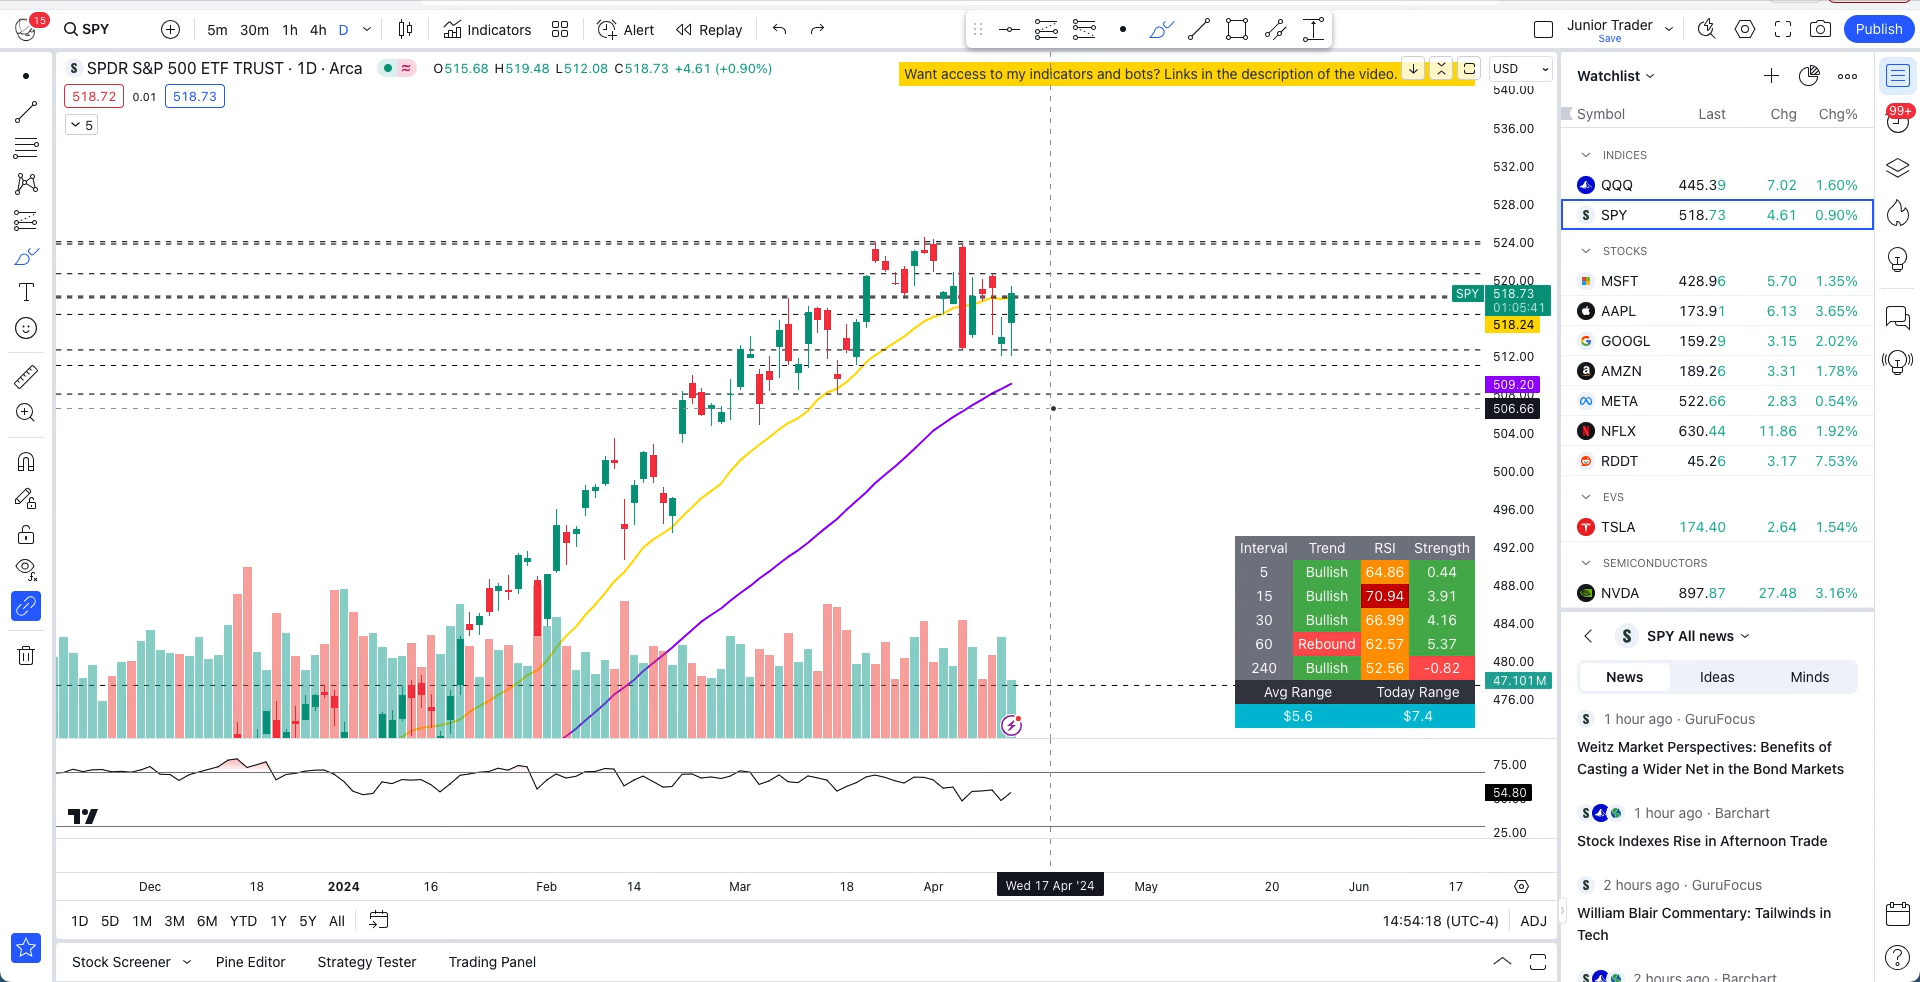 15
SPY
5m 30m 1h 4h D
Indicators
Alert
Replay
Junior Trader
Save
Publish
S SPDR S&P 500 ETF TRUST · 1D · Arca
O515.68 H519.48 L512.08 C518.73 +4.61 (+0.90%)
Want access to my indicators and bots? Links in the description of the video.
USD
518.72 0.01 518.73
5
540.00
536.00
532.00
528.00
524.00
520.00
SPY 518.73
01:05:41
518.24
512.00
509.20
508.00
506.66
504.00
500.00
496.00
492.00
488.00
484.00
480.00
47.101M
476.00
75.00
54.80
25.00
Interval Trend RSI Strength
5 Bullish 64.86 0.44
15 Bullish 70.94 3.91
30 Bullish 66.99 4.16
60 Rebound 62.57 5.37
240 Bullish 52.56 -0.82
Avg Range Today Range
$5.6 $7.4
Dec 18 2024 16 Feb 14 Mar 18 Apr Wed 17 Apr '24 May 20 Jun 17
1D 5D 1M 3M 6M YTD 1Y 5Y All
14:54:18 (UTC-4) ADJ
Stock Screener Pine Editor Strategy Tester Trading Panel
Watchlist
Symbol Last Chg Chg%
99+
INDICES
QQQ 445.39 7.02 1.60%
S SPY 518.73 4.61 0.90%
STOCKS
MSFT 428.96 5.70 1.35%
AAPL 173.91 6.13 3.65%
GOOGL 159.29 3.15 2.02%
AMZN 189.26 3.31 1.78%
META 522.66 2.83 0.54%
NFLX 630.44 11.86 1.92%
RDDT 45.26 3.17 7.53%
EVS
TSLA 174.40 2.64 1.54%
SEMICONDUCTORS
NVDA 897.87 27.48 3.16%
S SPY All news
News Ideas Minds
S 1 hour ago · GuruFocus
Weitz Market Perspectives: Benefits of
Casting a Wider Net in the Bond Markets
S 1 hour ago · Barchart
Stock Indexes Rise in Afternoon Trade
S 2 hours ago · GuruFocus
William Blair Commentary: Tailwinds in
Tech
S 2 hours ago · Barchart